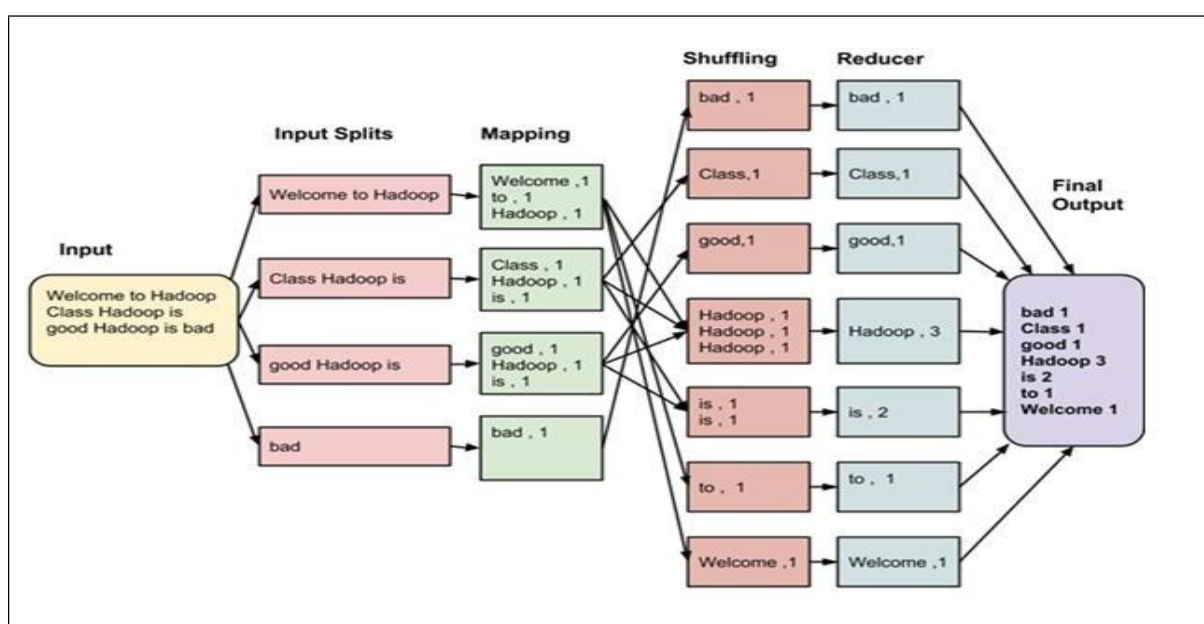 Input
Welcome to Hadoop
Class Hadoop is
good Hadoop is bad
Input Splits
Welcome to Hadoop
Class Hadoop is
good Hadoop is
bad
Mapping
Welcome ,1
to , 1
Hadoop , 1
Class , 1
Hadoop , 1
is , 1
good , 1
Hadoop , 1
is , 1
bad , 1
Shuffling
bad , 1
Class,1
good,1
Hadoop , 1
Hadoop , 1
Hadoop , 1
is , 1
is , 1
to , 1
Welcome ,1
Reducer
bad , 1
Class,1
good,1
Hadoop , 3
is , 2
to , 1
Welcome ,1
Final
Output
bad 1
Class 1
good 1
Hadoop 3
is 2
to 1
Welcome 1